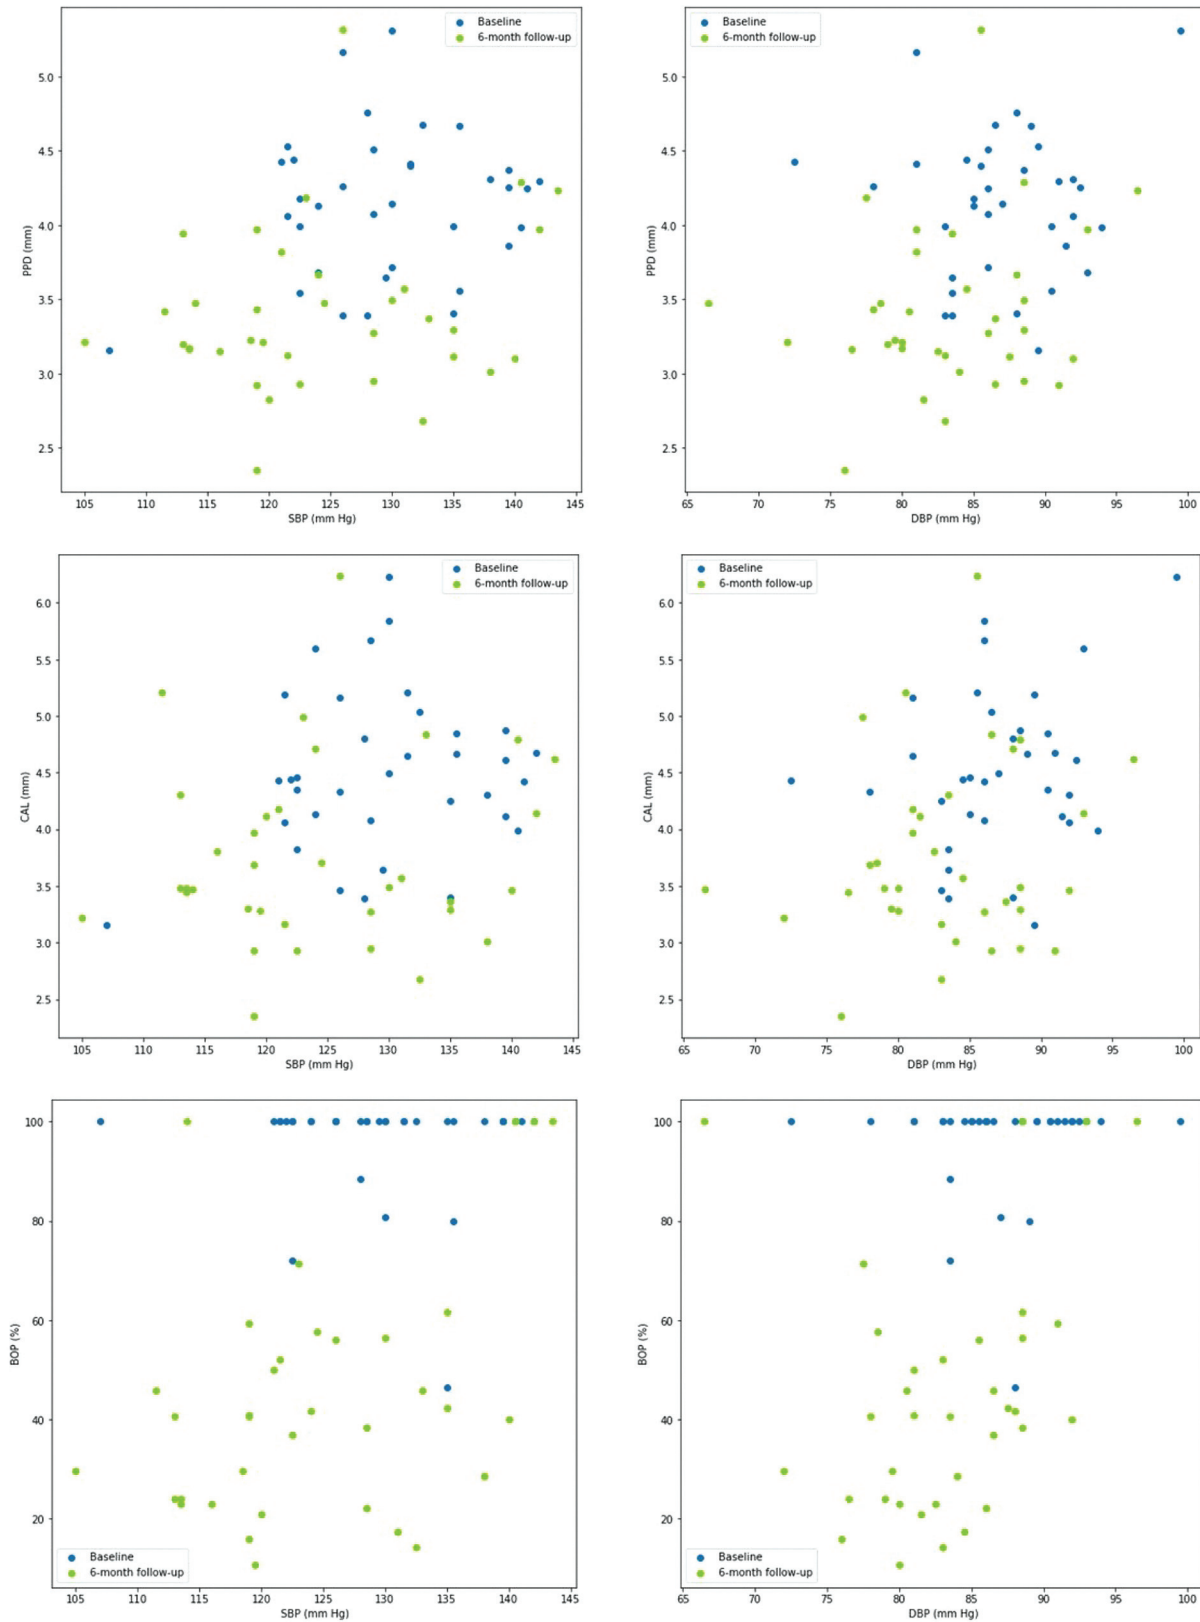 Baseline
6-month follow-up
5.0
4.5
4.0
3.5
3.0
2.5
PPD (mm)
105 110 115 120 125 130 135 140 145
SBP (mm Hg)
Baseline
6-month follow-up
5.0
4.5
4.0
3.5
3.0
2.5
PPD (mm)
65 70 75 80 85 90 95 100
DBP (mm Hg)
Baseline
6-month follow-up
6.0
5.5
5.0
4.5
4.0
3.5
3.0
2.5
CAL (mm)
105 110 115 120 125 130 135 140 145
SBP (mm Hg)
Baseline
6-month follow-up
6.0
5.5
5.0
4.5
4.0
3.5
3.0
2.5
CAL (mm)
65 70 75 80 85 90 95 100
DBP (mm Hg)
100
80
60
40
20
BOP (%)
Baseline
6-month follow-up
105 110 115 120 125 130 135 140 145
SBP (mm Hg)
100
80
60
40
20
BOP (%)
Baseline
6-month follow-up
65 70 75 80 85 90 95 100
DBP (mm Hg)